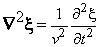 ∇²ξ = (1/v²) (∂²ξ/∂t²)